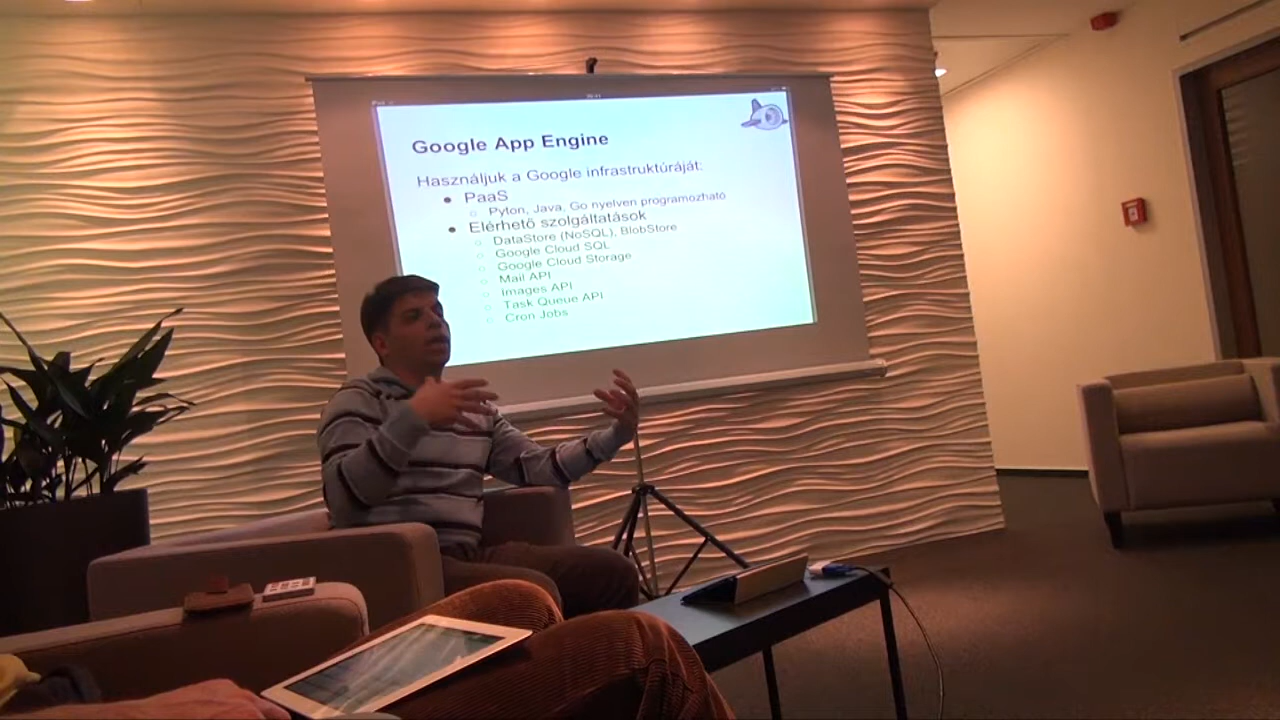 Google App Engine
Használjuk a Google infrastruktúráját:
PaaS
Pyton, Java, Go nyelven programozható
Elérhető szolgáltatások
DataStore (NoSQL), BlobStore
Google Cloud SQL
Google Cloud Storage
Mail API
Images API
Task Queue API
Cron Jobs